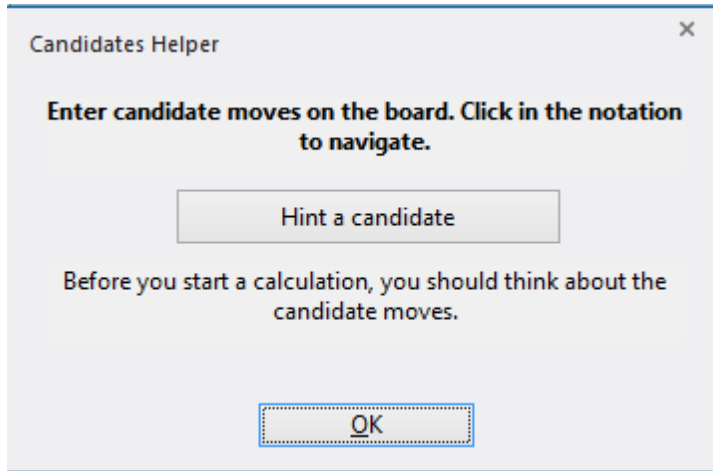 Candidates Helper
Enter candidate moves on the board. Click in the notation
to navigate.
Hint a candidate
Before you start a calculation, you should think about the
candidate moves.
OK